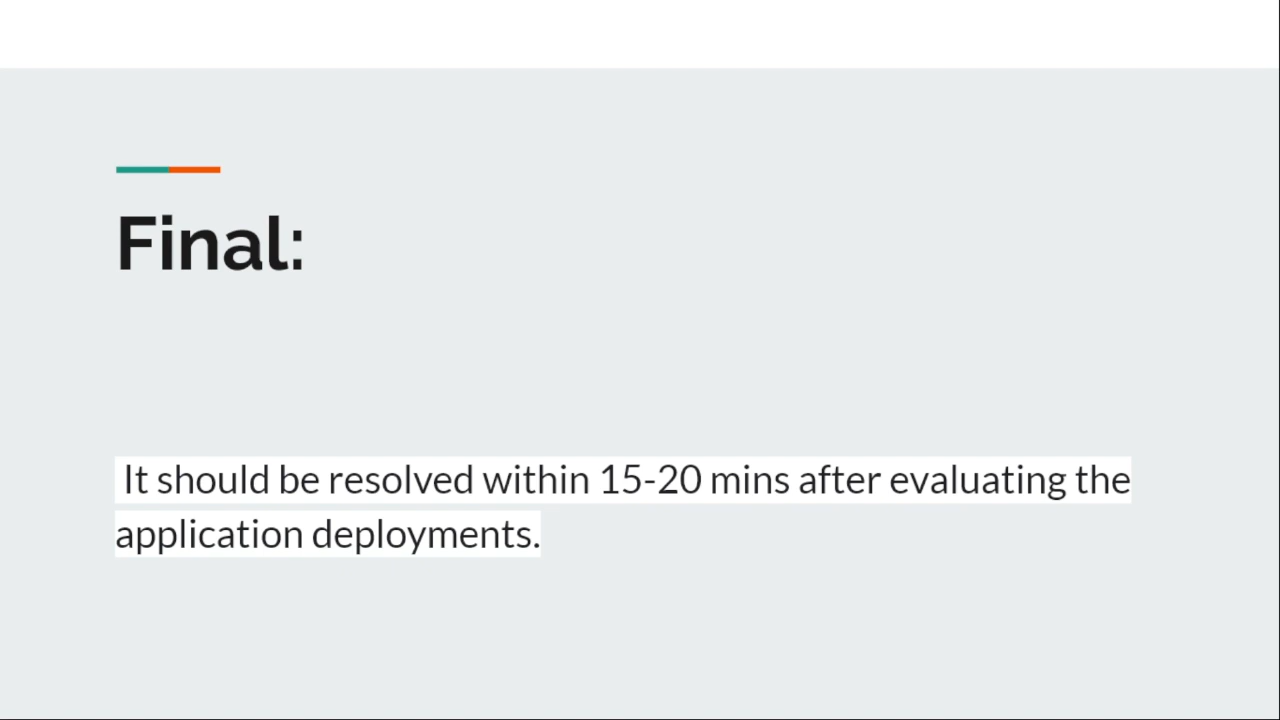 Final:
It should be resolved within 15-20 mins after evaluating the
application deployments.